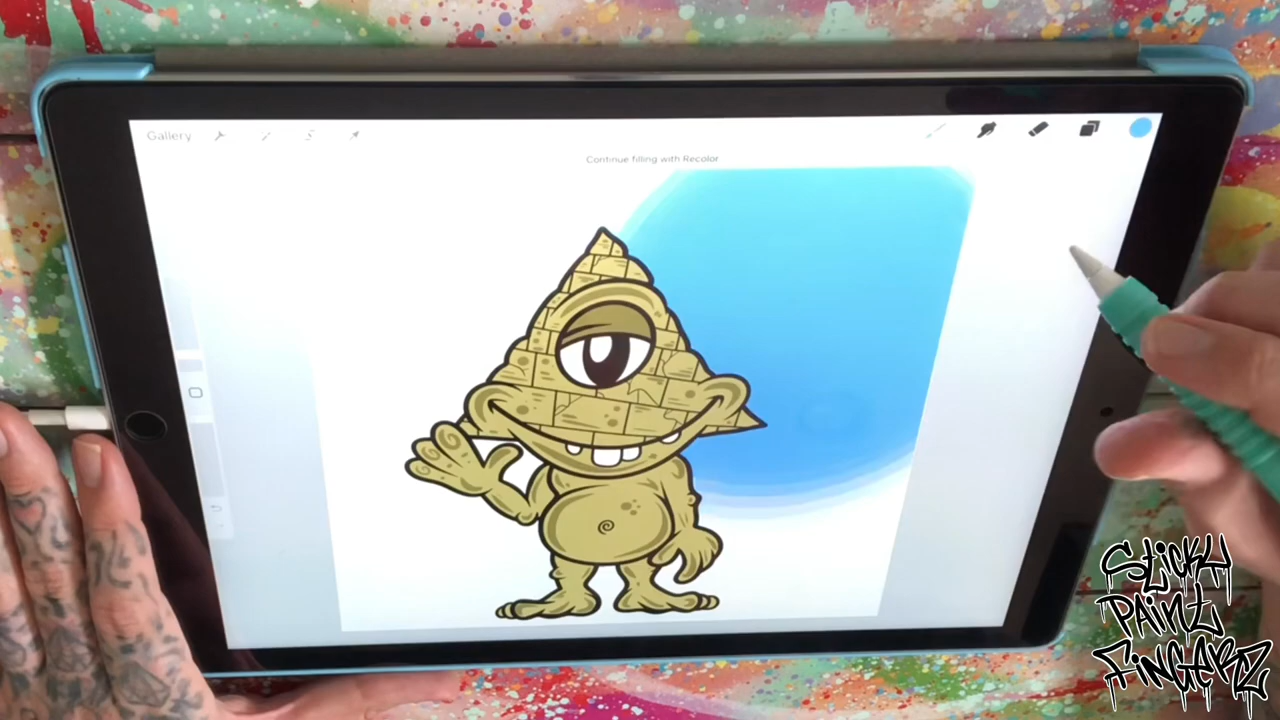 Gallery
Continue filling with Recolor
Sticky
Paint
Fingerz